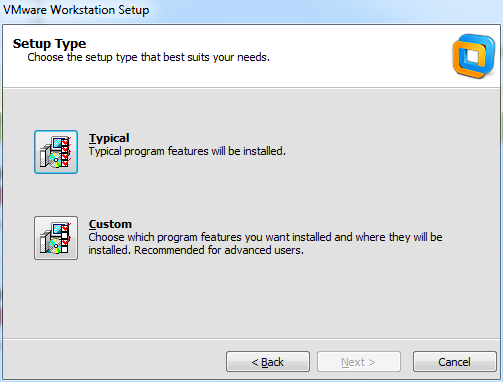 VMware Workstation Setup
Setup Type
Choose the setup type that best suits your needs.
Typical
Typical program features will be installed.
Custom
Choose which program features you want installed and where they will be
installed. Recommended for advanced users.
< Back
Next >
Cancel